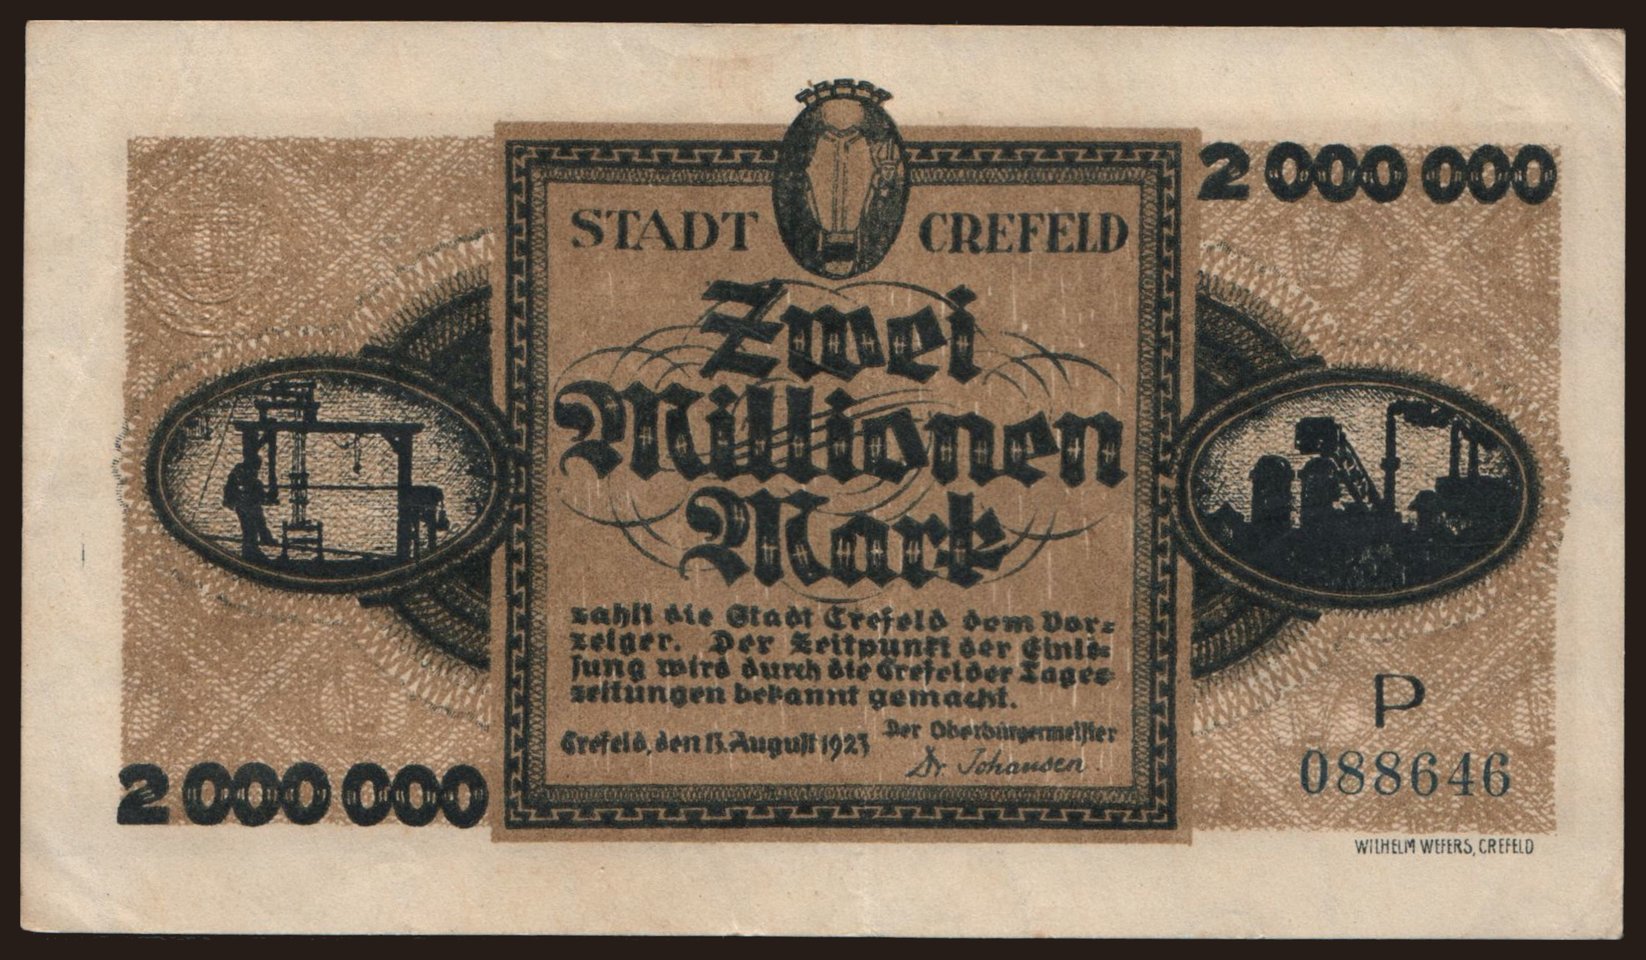 2 000 000
STADT CREFELD
Zwei
Millionen
Mark
zahlt die Stadt Crefeld dem Vor=
zeiger. Der Zeitpunkt der Einlö=
sung wird durch die Crefelder Tages
zeitungen bekannt gemacht.
Crefeld, den 13. August 1923
Der Oberbürgermeister
Dr Johansen.
2 000 000
P
088646
WILHELM WEFERS, CREFELD